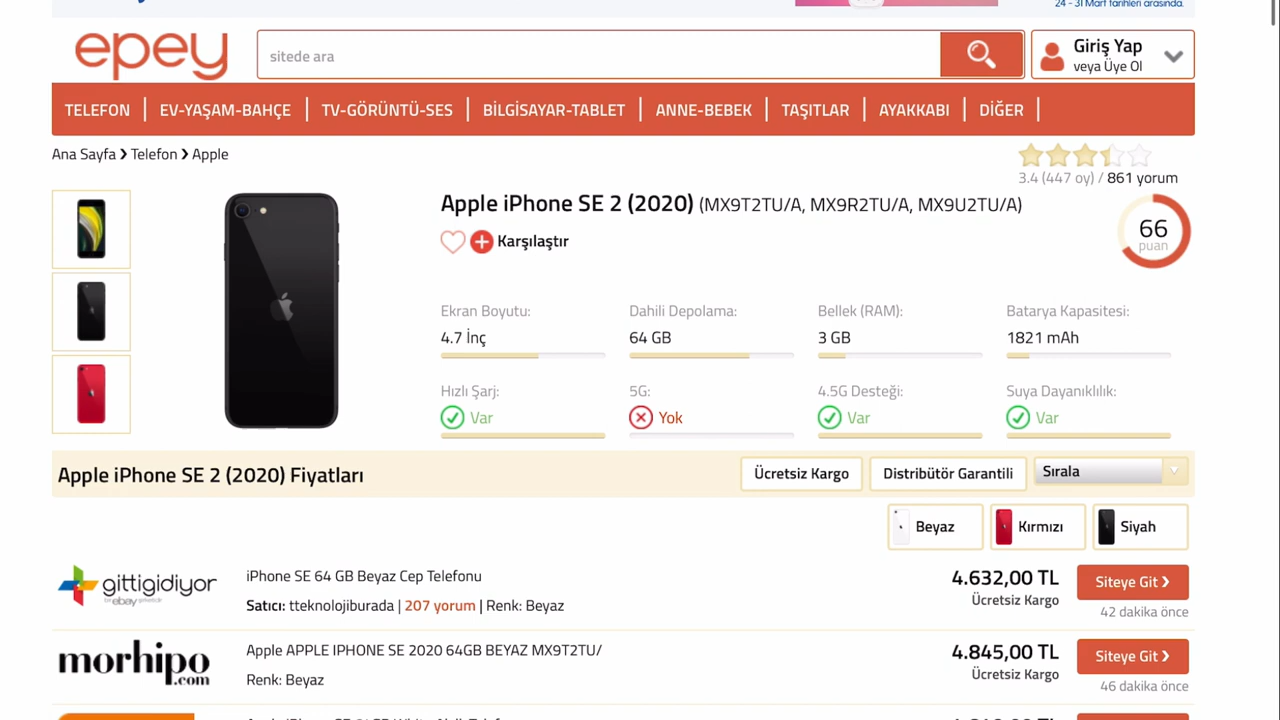 24 - 31 Mart tarihleri arasında.
epey
sitede ara
Giriş Yap
veya Üye Ol
TELEFON
EV-YAŞAM-BAHÇE
TV-GÖRÜNTÜ-SES
BİLGİSAYAR-TABLET
ANNE-BEBEK
TAŞITLAR
AYAKKABI
DİĞER
Ana Sayfa > Telefon > Apple
3.4 (447 oy) / 861 yorum
Apple iPhone SE 2 (2020) (MX9T2TU/A, MX9R2TU/A, MX9U2TU/A)
Karşılaştır
66
puan
Ekran Boyutu:
4.7 İnç
Dahili Depolama:
64 GB
Bellek (RAM):
3 GB
Batarya Kapasitesi:
1821 mAh
Hızlı Şarj:
Var
5G:
Yok
4.5G Desteği:
Var
Suya Dayanıklılık:
Var
Apple iPhone SE 2 (2020) Fiyatları
Ücretsiz Kargo
Distribütör Garantili
Sırala
Beyaz
Kırmızı
Siyah
gittigidiyor
bir ebay şirketidir
iPhone SE 64 GB Beyaz Cep Telefonu
Satıcı: tteknolojiburada | 207 yorum | Renk: Beyaz
4.632,00 TL
Ücretsiz Kargo
Siteye Git >
42 dakika önce
morhipo
.com
Apple APPLE IPHONE SE 2020 64GB BEYAZ MX9T2TU/
Renk: Beyaz
4.845,00 TL
Ücretsiz Kargo
Siteye Git >
46 dakika önce